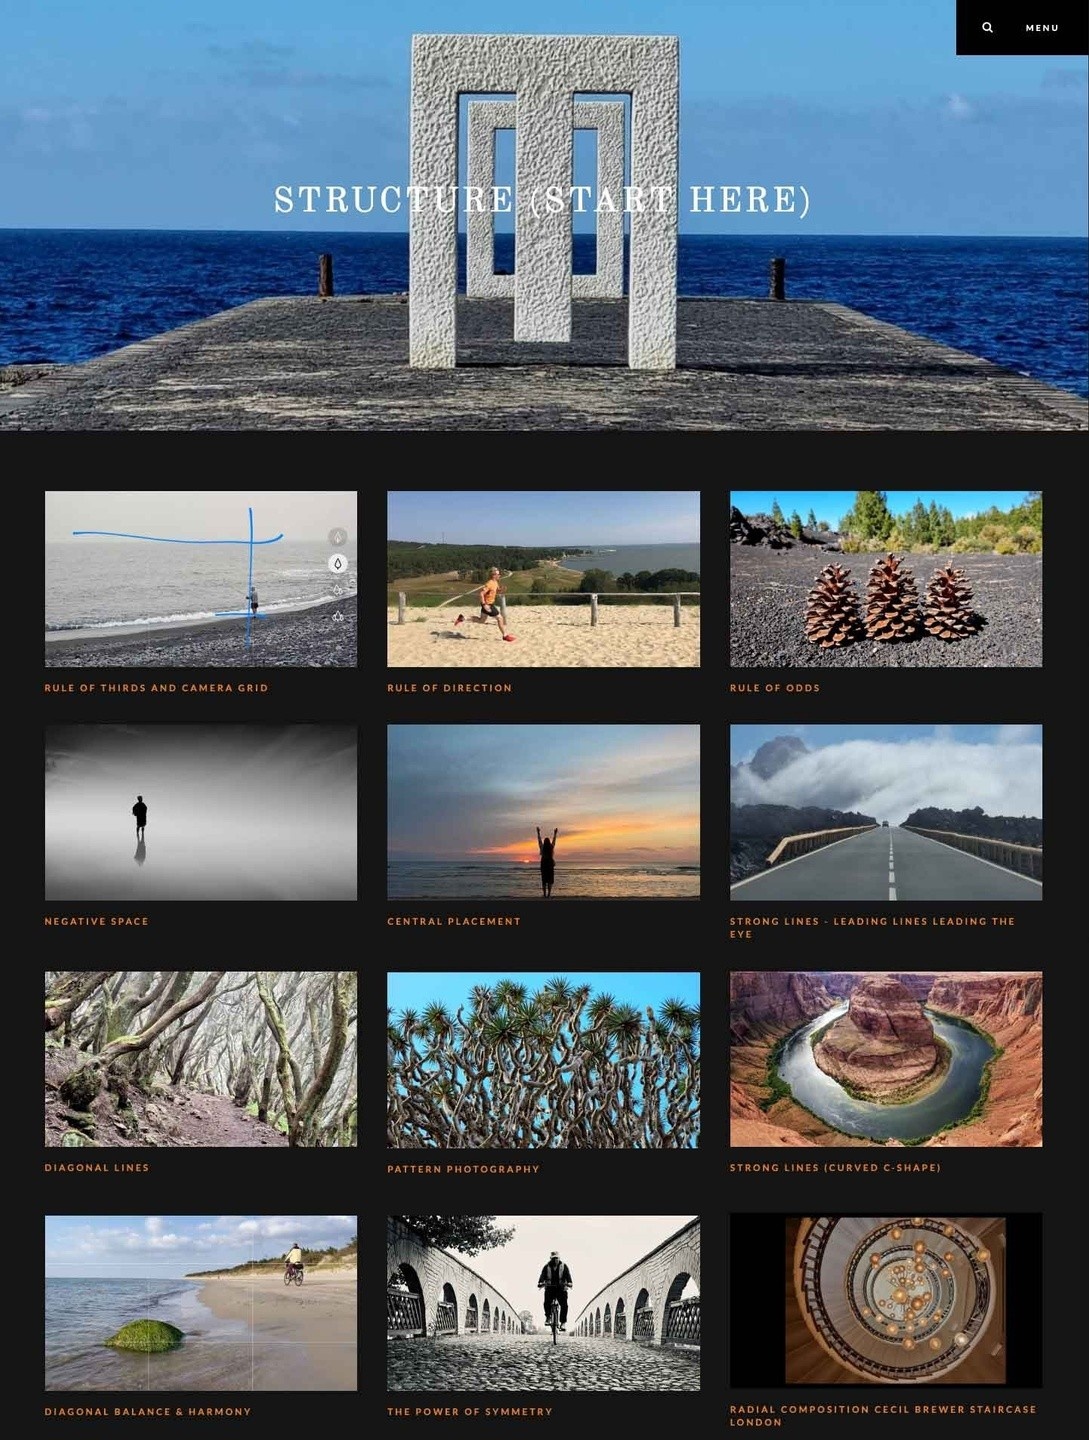 MENU
STRUCTURE (START HERE)
RULE OF THIRDS AND CAMERA GRID
RULE OF DIRECTION
RULE OF ODDS
NEGATIVE SPACE
CENTRAL PLACEMENT
STRONG LINES - LEADING LINES LEADING THE
EYE
DIAGONAL LINES
PATTERN PHOTOGRAPHY
STRONG LINES (CURVED C-SHAPE)
DIAGONAL BALANCE & HARMONY
THE POWER OF SYMMETRY
RADIAL COMPOSITION CECIL BREWER STAIRCASE
LONDON